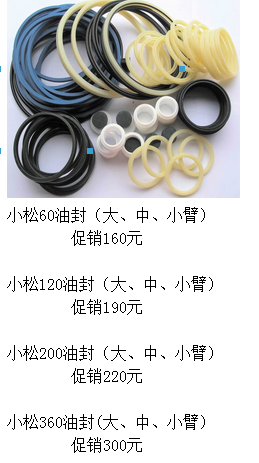 小松60油封（大、中、小臂）
促销160元
小松120油封（大、中、小臂）
促销190元
小松200油封（大、中、小臂）
促销220元
小松360油封(大、中、小臂)
促销300元